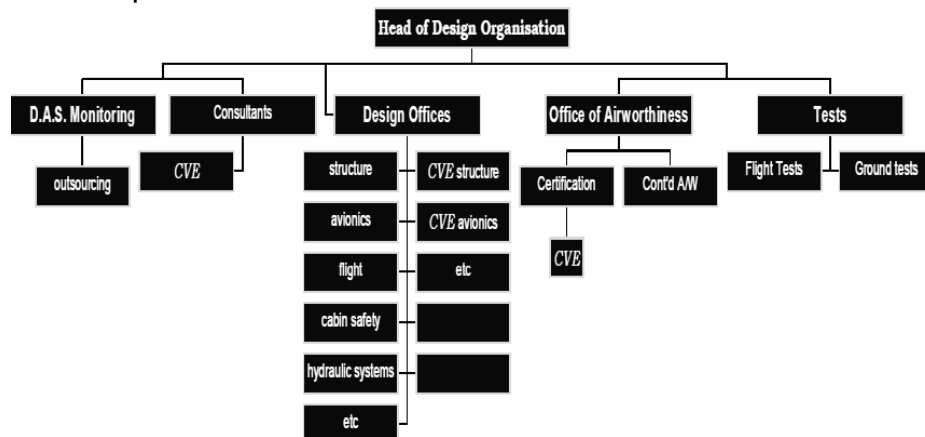 Head of Design Organisation
D.A.S. Monitoring
Consultants
Design Offices
Office of Airworthiness
Tests
outsourcing
CVE
structure
CVE structure
Certification
Cont'd A/W
Flight Tests
Ground tests
avionics
CVE avionics
CVE
flight
etc
cabin safety
hydraulic systems
etc